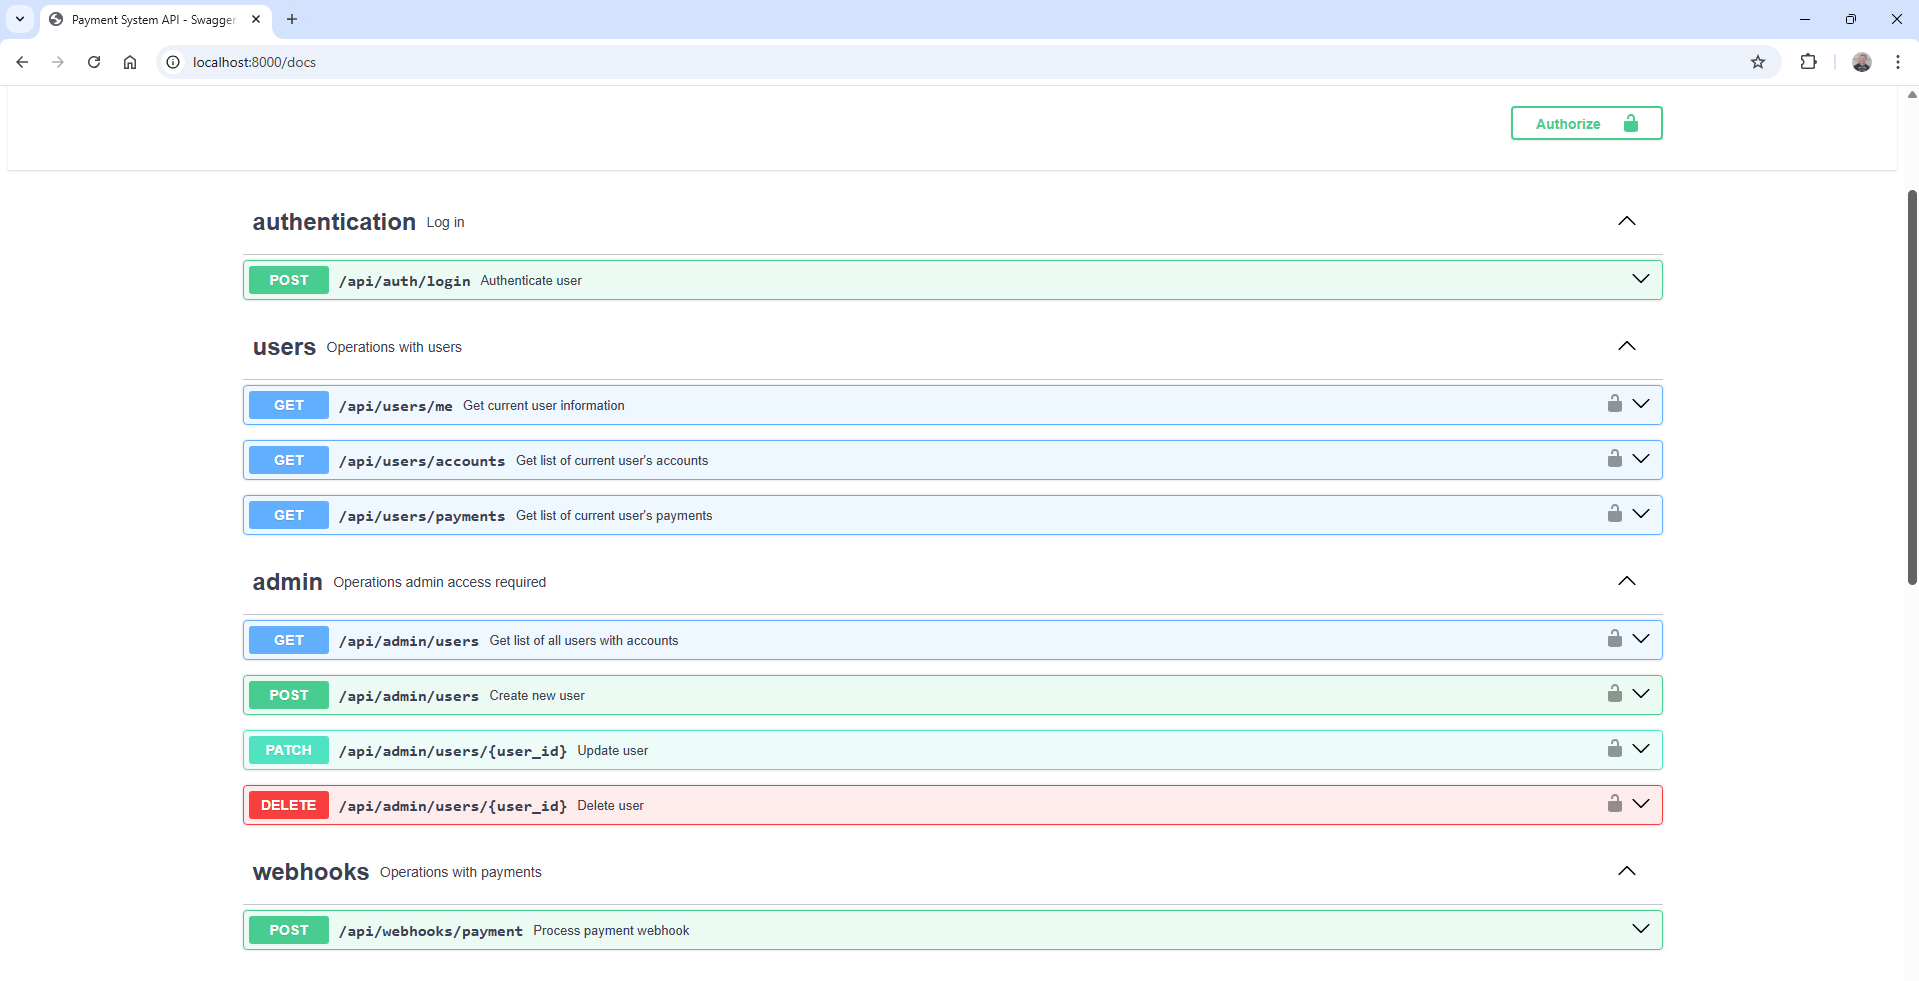 Payment System API - Swagger
localhost:8000/docs
Authorize
authentication Log in
POST /api/auth/login Authenticate user
users Operations with users
GET /api/users/me Get current user information
GET /api/users/accounts Get list of current user's accounts
GET /api/users/payments Get list of current user's payments
admin Operations admin access required
GET /api/admin/users Get list of all users with accounts
POST /api/admin/users Create new user
PATCH /api/admin/users/{user_id} Update user
DELETE /api/admin/users/{user_id} Delete user
webhooks Operations with payments
POST /api/webhooks/payment Process payment webhook